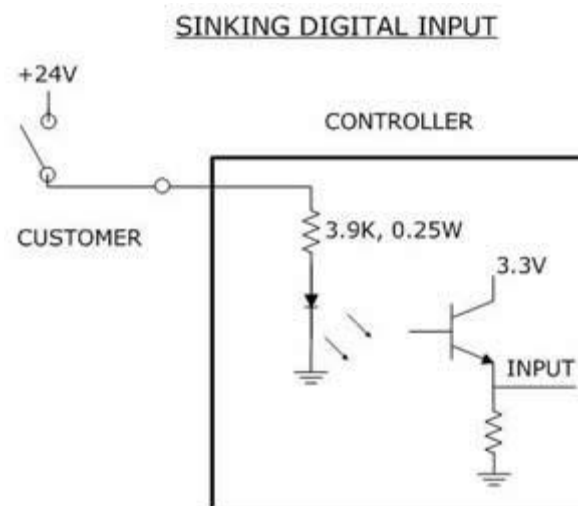 SINKING DIGITAL INPUT
+24V
CONTROLLER
CUSTOMER
3.9K, 0.25W
3.3V
INPUT